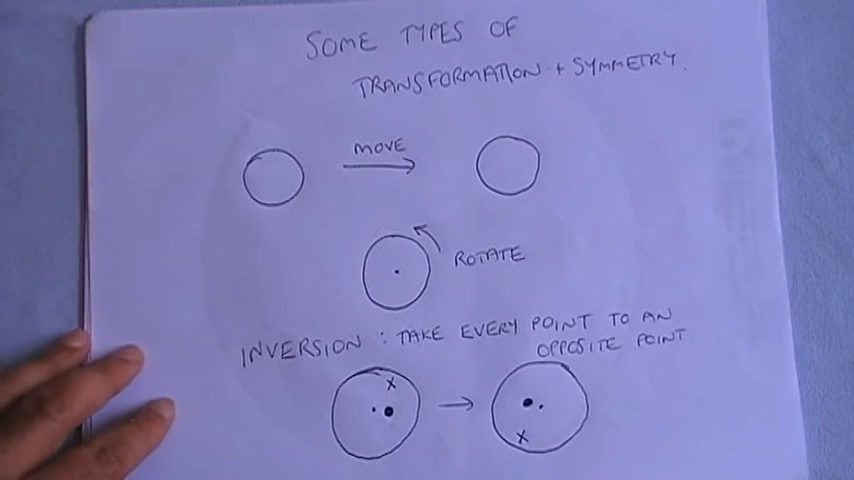 SOME TYPES OF
TRANSFORMATION + SYMMETRY.
MOVE
ROTATE
INVERSION : TAKE EVERY POINT TO AN
OPPOSITE POINT
X
X